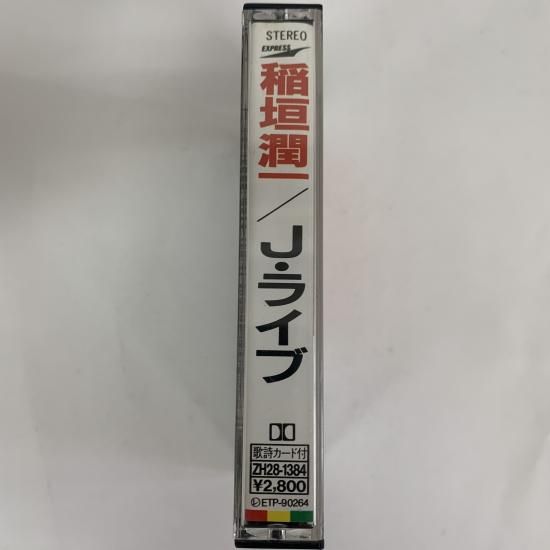 STEREO
EXPRESS
稲垣潤一/J・ライブ
歌詩カード付
ZH28-1384
¥2,800
Ⓛ ETP-90264